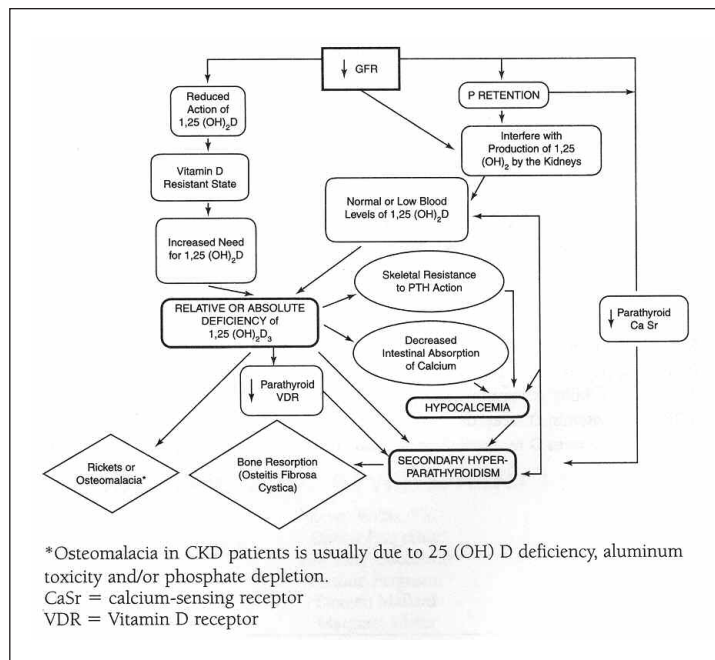 ↓ GFR
Reduced
Action of
1,25 (OH)₂D
P RETENTION
Interfere with
Production of 1,25
(OH)₂ by the Kidneys
Vitamin D
Resistant State
Normal or Low Blood
Levels of 1,25 (OH)₂D
Increased Need
for 1,25 (OH)₂D
Skeletal Resistance
to PTH Action
RELATIVE OR ABSOLUTE
DEFICIENCY of
1,25 (OH)₂D₃
↓ Parathyroid
Ca Sr
Decreased
Intestinal Absorption
of Calcium
↓ Parathyroid
VDR
HYPOCALCEMIA
Rickets or
Osteomalacia*
Bone Resorption
(Osteitis Fibrosa
Cystica)
SECONDARY HYPER-
PARATHYROIDISM
*Osteomalacia in CKD patients is usually due to 25 (OH) D deficiency, aluminum
toxicity and/or phosphate depletion.
CaSr = calcium-sensing receptor
VDR = Vitamin D receptor